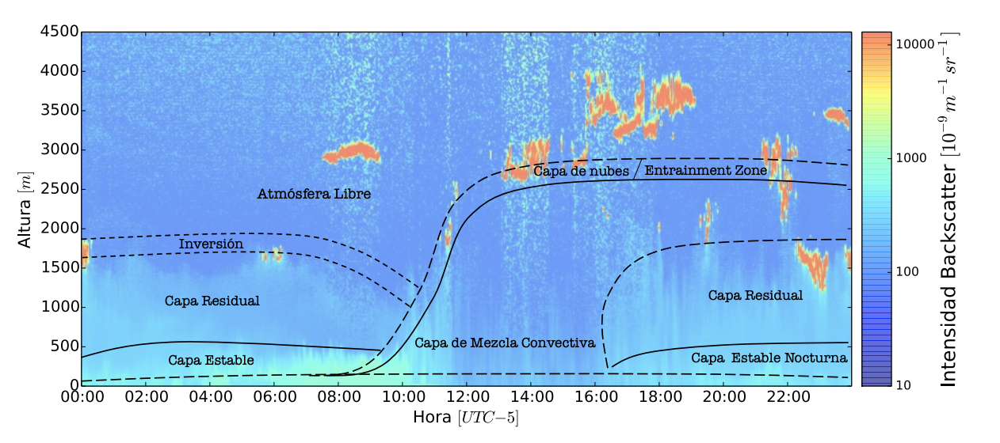 4500
4000
3500
3000
2500
2000
1500
1000
500
0
Altura [m]
00:00 02:00 04:00 06:00 08:00 10:00 12:00 14:00 16:00 18:00 20:00 22:00
Hora [UTC−5]
Atmósfera Libre
Inversión
Capa Residual
Capa Estable
Capa de Mezcla Convectiva
Capa de nubes / Entrainment Zone
Capa Residual
Capa Estable Nocturna
10000
1000
100
10
Intensidad Backscatter [10⁻⁹ m⁻¹ sr⁻¹]